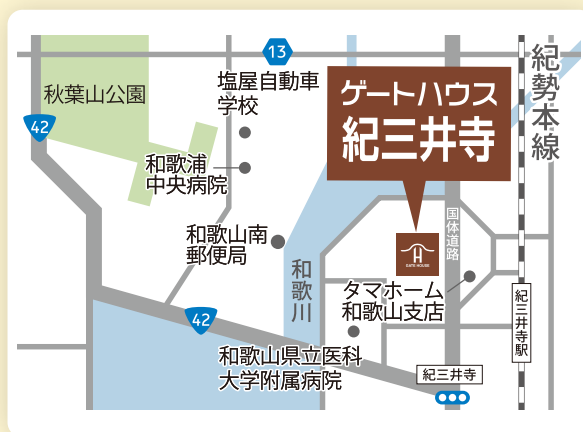 13
紀勢本線
塩屋自動車
学校
秋葉山公園
42
ゲートハウス
紀三井寺
和歌浦
中央病院
国体道路
和歌山南
郵便局
GATE HOUSE
和歌川
タマホーム
和歌山支店
紀三井寺駅
42
和歌山県立医科
大学附属病院
紀三井寺